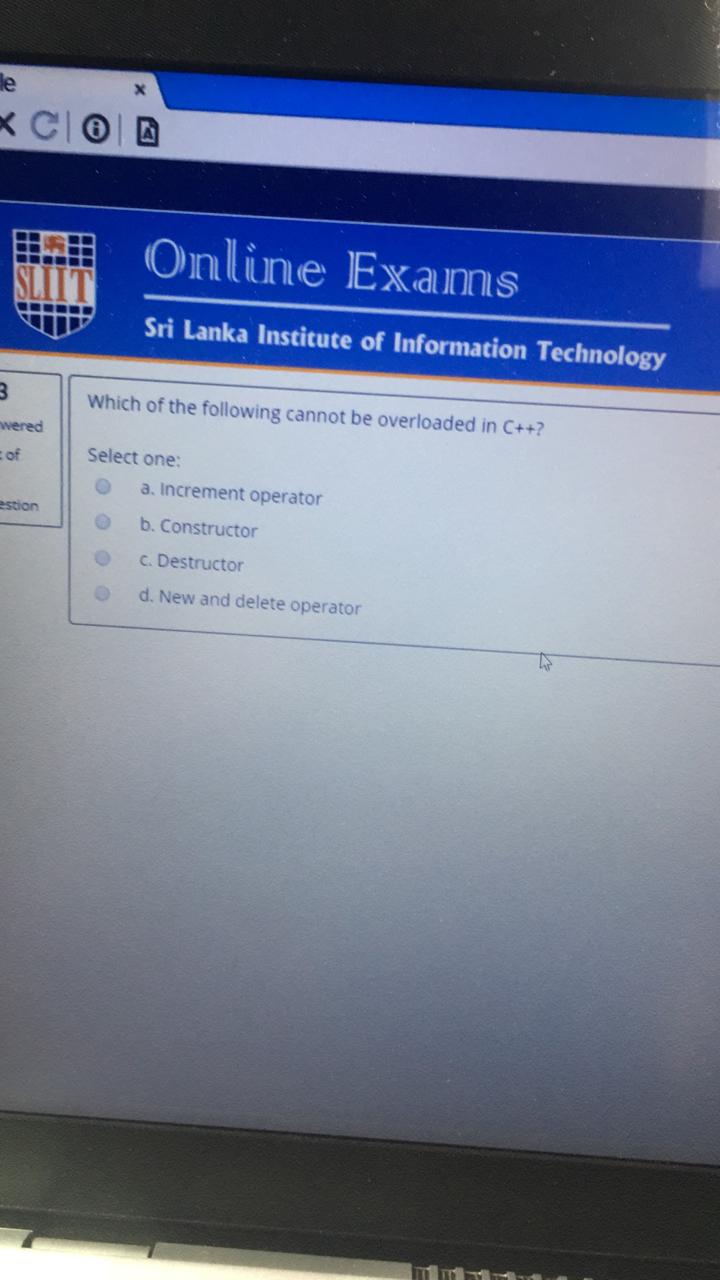 le
SLIIT
Online Exams
Sri Lanka Institute of Information Technology
3
wered
of
estion
Which of the following cannot be overloaded in C++?
Select one:
a. Increment operator
b. Constructor
c. Destructor
d. New and delete operator